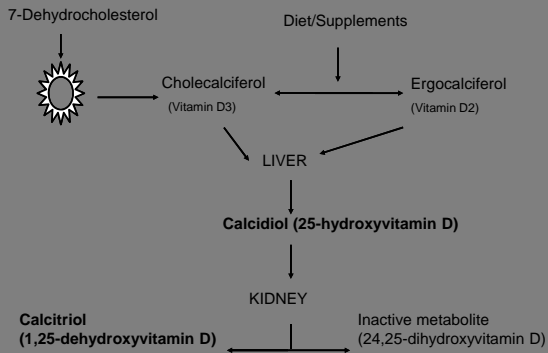 7-Dehydrocholesterol
Diet/Supplements
Cholecalciferol
(Vitamin D3)
Ergocalciferol
(Vitamin D2)
LIVER
Calcidiol (25-hydroxyvitamin D)
KIDNEY
Calcitriol
(1,25-dehydroxyvitamin D)
Inactive metabolite
(24,25-dihydroxyvitamin D)